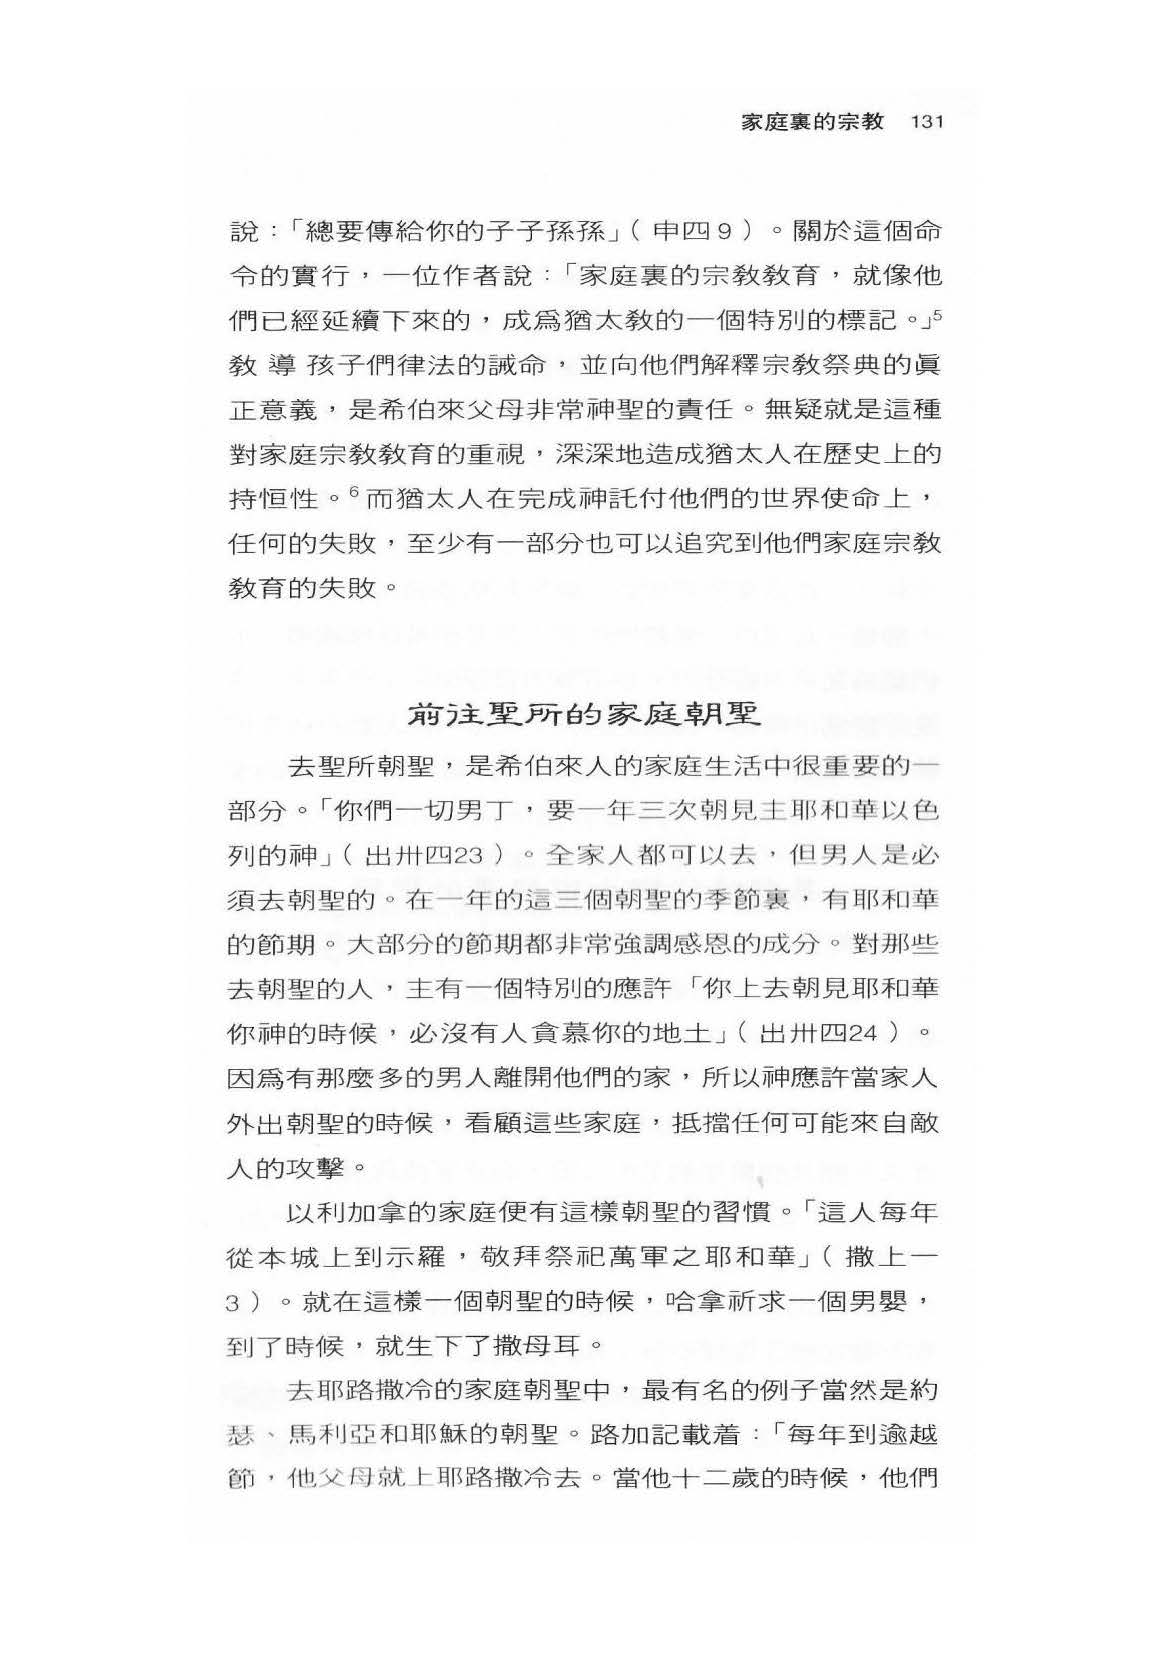 家庭裏的宗教　131
說：「總要傳給你的子子孫孫」（申四9）。關於這個命
令的實行，一位作者說：「家庭裏的宗教教育，就像他
們已經延續下來的，成爲猶太教的一個特別的標記。」5
教導孩子們律法的誡命，並向他們解釋宗教祭典的眞
正意義，是希伯來父母非常神聖的責任。無疑就是這種
對家庭宗教教育的重視，深深地造成猶太人在歷史上的
持恒性。6而猶太人在完成神託付他們的世界使命上，
任何的失敗，至少有一部分也可以追究到他們家庭宗教
教育的失敗。
前往聖所的家庭朝聖
去聖所朝聖，是希伯來人的家庭生活中很重要的一
部分。「你們一切男丁，要一年三次朝見主耶和華以色
列的神」（出卅四23）。全家人都可以去，但男人是必
須去朝聖的。在一年的這三個朝聖的季節裏，有耶和華
的節期。大部分的節期都非常強調感恩的成分。對那些
去朝聖的人，主有一個特別的應許「你上去朝見耶和華
你神的時候，必沒有人貪慕你的地土」（出卅四24）。
因爲有那麼多的男人離開他們的家，所以神應許當家人
外出朝聖的時候，看顧這些家庭，抵擋任何可能來自敵
人的攻擊。
以利加拿的家庭便有這樣朝聖的習慣。「這人每年
從本城上到示羅，敬拜祭祀萬軍之耶和華」（撒上一
3）。就在這樣一個朝聖的時候，哈拿祈求一個男嬰，
到了時候，就生下了撒母耳。
去耶路撒冷的家庭朝聖中，最有名的例子當然是約
瑟、馬利亞和耶穌的朝聖。路加記載着：「每年到逾越
節，他父母就上耶路撒冷去。當他十二歲的時候，他們